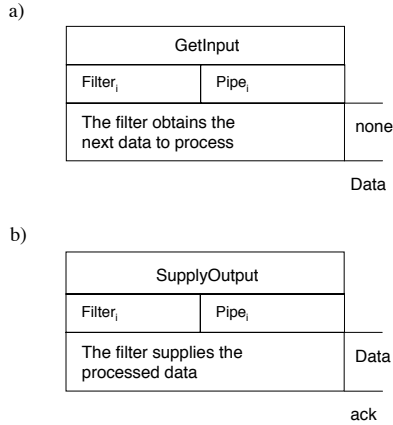 a)
GetInput
Filterᵢ Pipeᵢ
The filter obtains the
next data to process
none
Data
b)
SupplyOutput
Filterᵢ Pipeᵢ
The filter supplies the
processed data
Data
ack